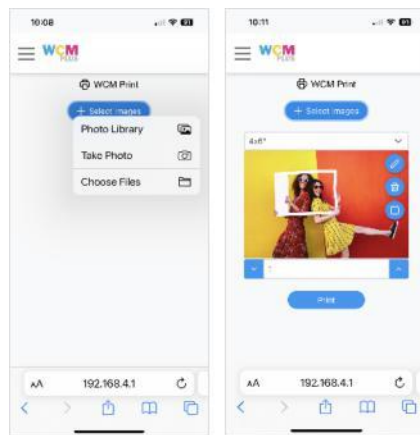 10:08
WCM
PLUS
WCM Print
+ Select Images
Photo Library
Take Photo
Choose Files
AA
192.168.4.1
10:11
WCM
PLUS
WCM Print
+ Select Images
4x6"
1
Print
AA
192.168.4.1